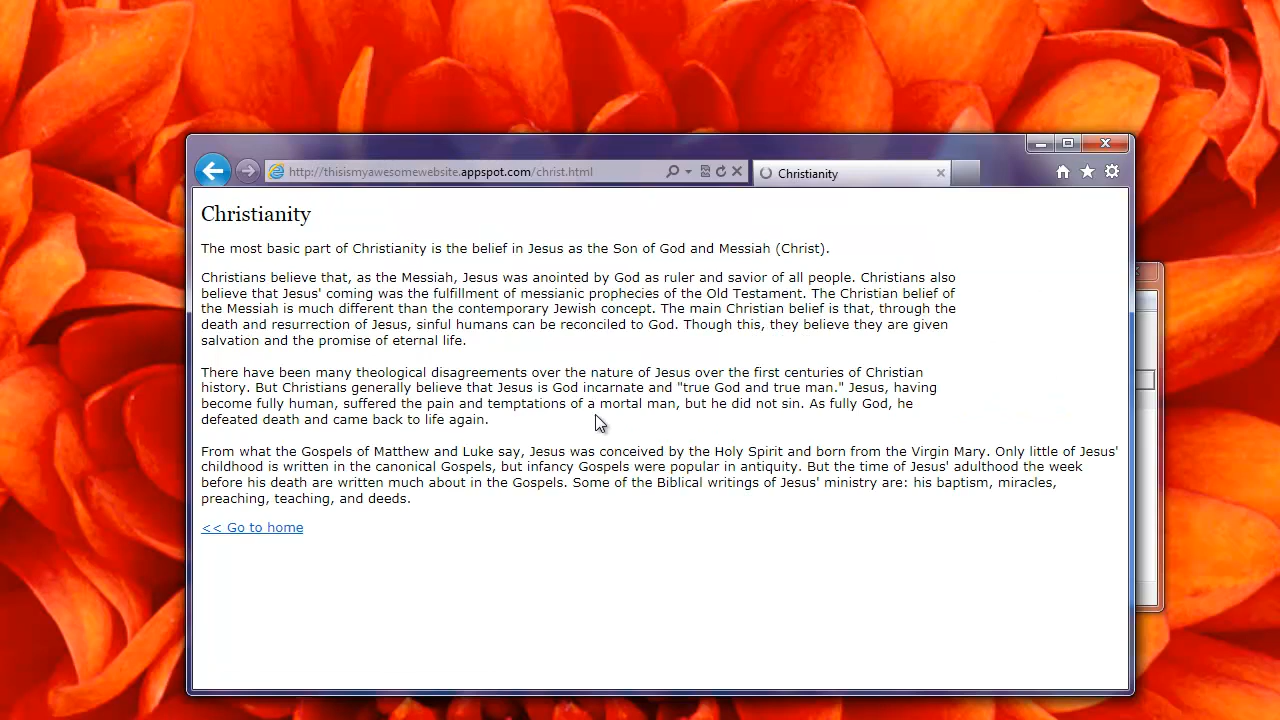 http://thisismyawesomewebsite.appspot.com/christ.html
Christianity
Christianity
The most basic part of Christianity is the belief in Jesus as the Son of God and Messiah (Christ).
Christians believe that, as the Messiah, Jesus was anointed by God as ruler and savior of all people. Christians also
believe that Jesus' coming was the fulfillment of messianic prophecies of the Old Testament. The Christian belief of
the Messiah is much different than the contemporary Jewish concept. The main Christian belief is that, through the
death and resurrection of Jesus, sinful humans can be reconciled to God. Though this, they believe they are given
salvation and the promise of eternal life.
There have been many theological disagreements over the nature of Jesus over the first centuries of Christian
history. But Christians generally believe that Jesus is God incarnate and "true God and true man." Jesus, having
become fully human, suffered the pain and temptations of a mortal man, but he did not sin. As fully God, he
defeated death and came back to life again.
From what the Gospels of Matthew and Luke say, Jesus was conceived by the Holy Spirit and born from the Virgin Mary. Only little of Jesus'
childhood is written in the canonical Gospels, but infancy Gospels were popular in antiquity. But the time of Jesus' adulthood the week
before his death are written much about in the Gospels. Some of the Biblical writings of Jesus' ministry are: his baptism, miracles,
preaching, teaching, and deeds.
<< Go to home